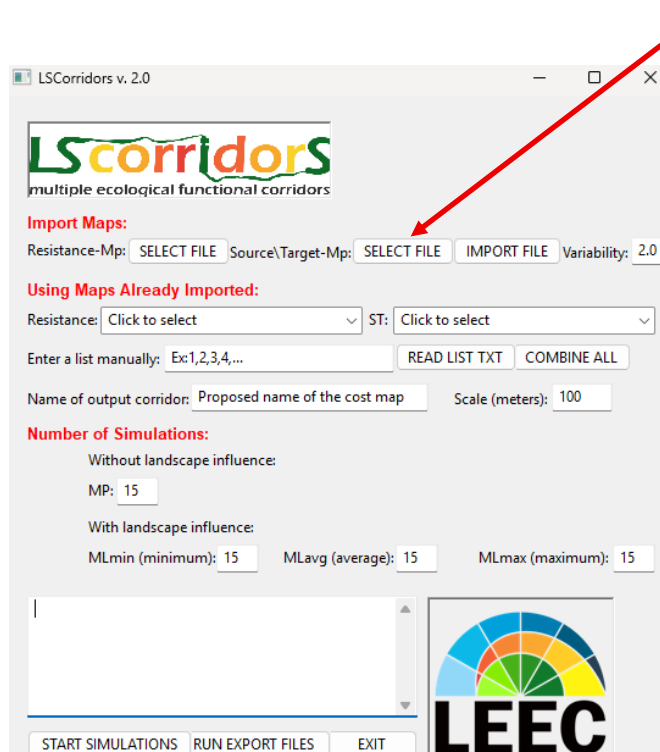 LSCorridors v. 2.0
LScorridorS
multiple ecological functional corridors
Import Maps:
Resistance-Mp: SELECT FILE Source\Target-Mp: SELECT FILE IMPORT FILE Variability: 2.0
Using Maps Already Imported:
Resistance: Click to select ST: Click to select
Enter a list manually: Ex:1,2,3,4,... READ LIST TXT COMBINE ALL
Name of output corridor: Proposed name of the cost map Scale (meters): 100
Number of Simulations:
Without landscape influence:
MP: 15
With landscape influence:
MLmin (minimum): 15 MLavg (average): 15 MLmax (maximum): 15
LEEC
START SIMULATIONS RUN EXPORT FILES EXIT